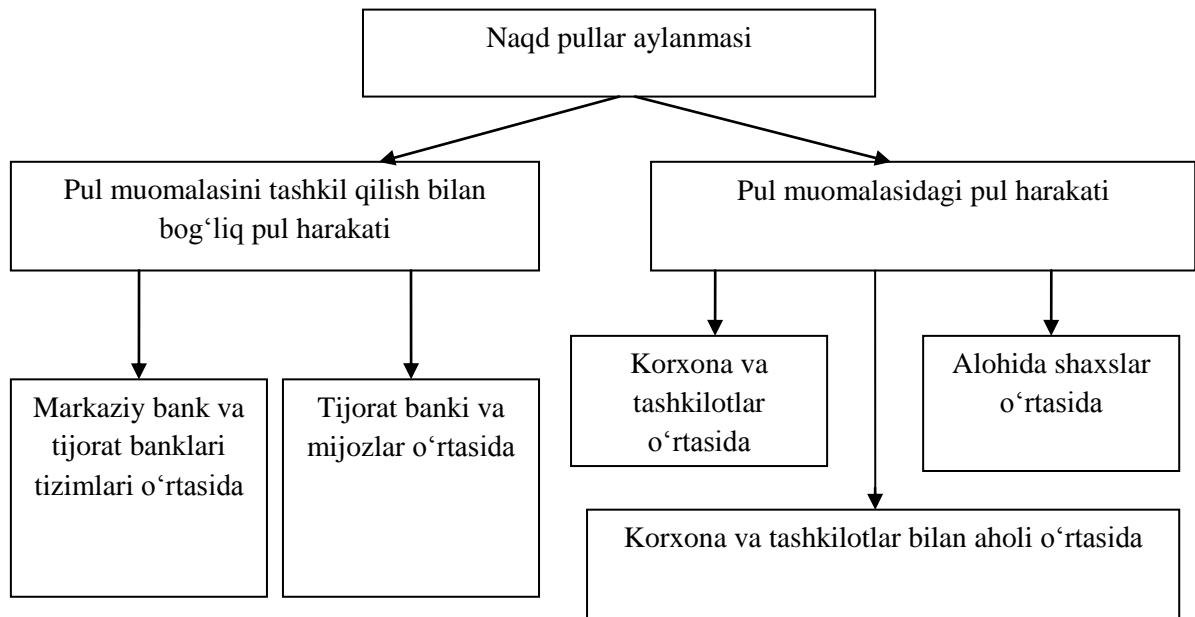 Naqd pullar aylanmasi
Pul muomalasini tashkil qilish bilan
bog‘liq pul harakati
Pul muomalasidagi pul harakati
Markaziy bank va
tijorat banklari
tizimlari o‘rtasida
Tijorat banki va
mijozlar o‘rtasida
Korxona va
tashkilotlar
o‘rtasida
Alohida shaxslar
o‘rtasida
Korxona va tashkilotlar bilan aholi o‘rtasida